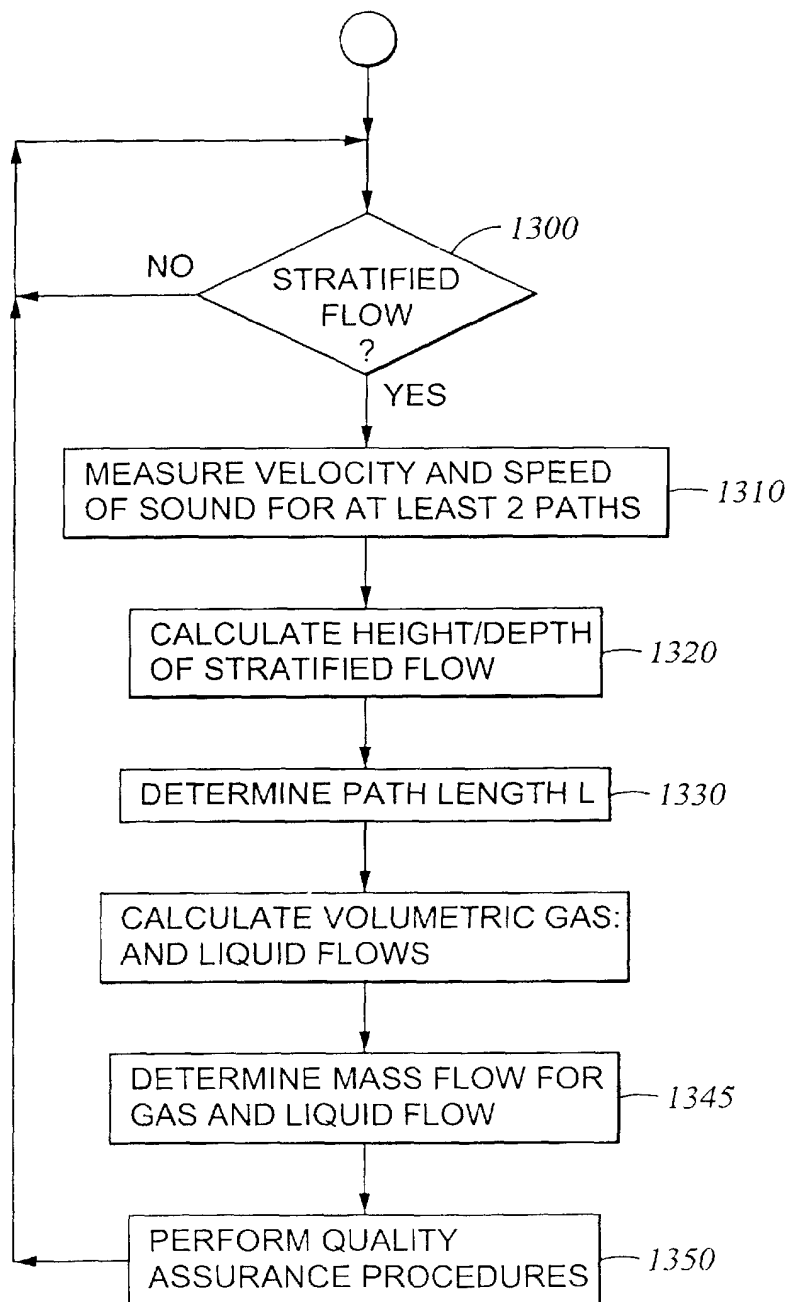 1300
NO
STRATIFIED
FLOW
?
YES
MEASURE VELOCITY AND SPEED
OF SOUND FOR AT LEAST 2 PATHS
1310
CALCULATE HEIGHT/DEPTH
OF STRATIFIED FLOW
1320
DETERMINE PATH LENGTH L
1330
CALCULATE VOLUMETRIC GAS:
AND LIQUID FLOWS
DETERMINE MASS FLOW FOR
GAS AND LIQUID FLOW
1345
PERFORM QUALITY
ASSURANCE PROCEDURES
1350